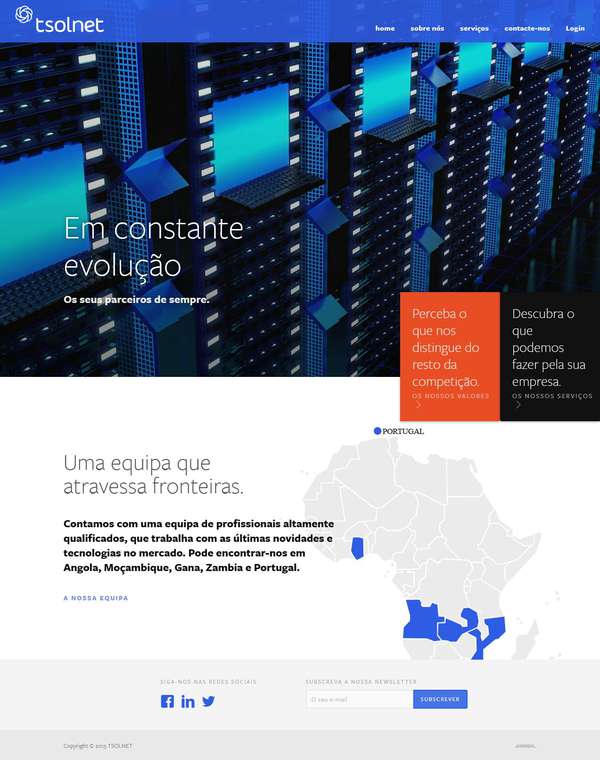 tsolnet
home sobre nós serviços contacte-nos Login
Em constante
evolução
Os seus parceiros de sempre.
Perceba o
que nos
distingue do
resto da
competição.
OS NOSSOS VALORES
Descubra o
que
podemos
fazer pela sua
empresa.
OS NOSSOS SERVIÇOS
PORTUGAL
Uma equipa que
atravessa fronteiras.
Contamos com uma equipa de profissionais altamente
qualificados, que trabalha com as últimas novidades e
tecnologias no mercado. Pode encontrar-nos em
Angola, Moçambique, Gana, Zambia e Portugal.
A NOSSA EQUIPA
SIGA-NOS NAS REDES SOCIAIS
SUBSCREVA A NOSSA NEWSLETTER
O seu e-mail
SUBSCREVER
Copyright © 2015 TSOLNET